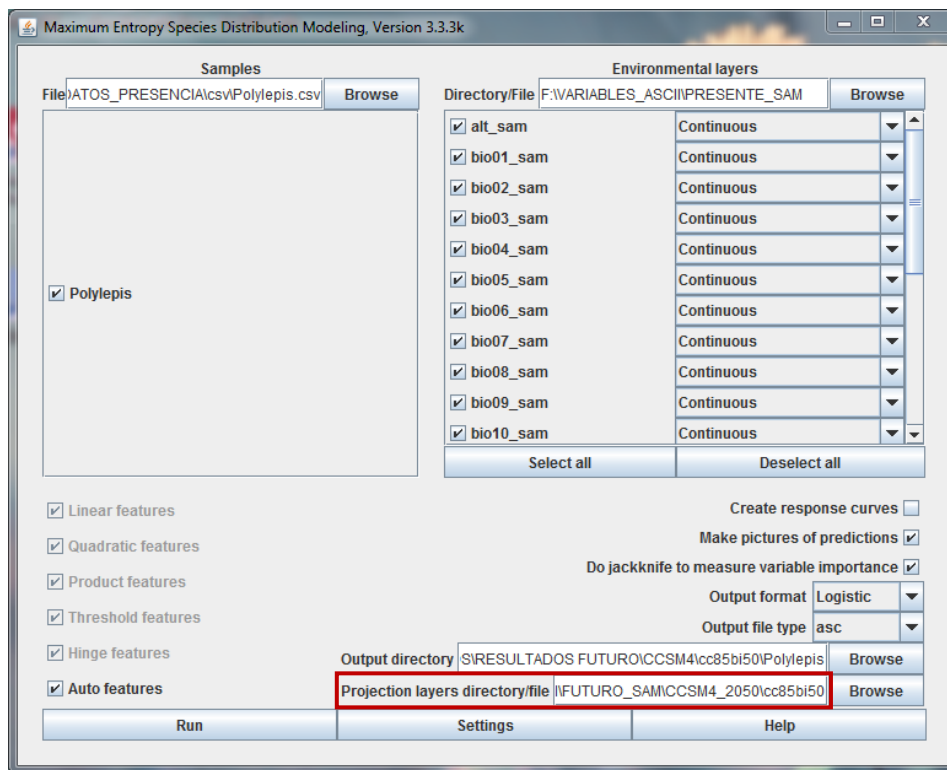 Maximum Entropy Species Distribution Modeling, Version 3.3.3k
Samples
File DATOS_PRESENCIA\csv\Polylepis.csv Browse
Polylepis
Environmental layers
Directory/File F:\VARIABLES_ASCII\PRESENTE_SAM Browse
alt_sam Continuous
bio01_sam Continuous
bio02_sam Continuous
bio03_sam Continuous
bio04_sam Continuous
bio05_sam Continuous
bio06_sam Continuous
bio07_sam Continuous
bio08_sam Continuous
bio09_sam Continuous
bio10_sam Continuous
Select all Deselect all
Linear features
Quadratic features
Product features
Threshold features
Hinge features
Auto features
Create response curves
Make pictures of predictions
Do jackknife to measure variable importance
Output format Logistic
Output file type asc
Output directory S\RESULTADOS FUTURO\CCSM4\cc85bi50\Polylepis Browse
Projection layers directory/file I\FUTURO_SAM\CCSM4_2050\cc85bi50 Browse
Run Settings Help